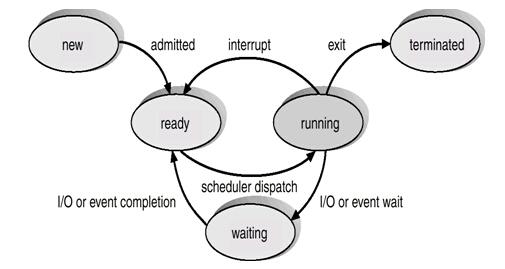 new
admitted
interrupt
exit
terminated
ready
running
scheduler dispatch
I/O or event completion
I/O or event wait
waiting